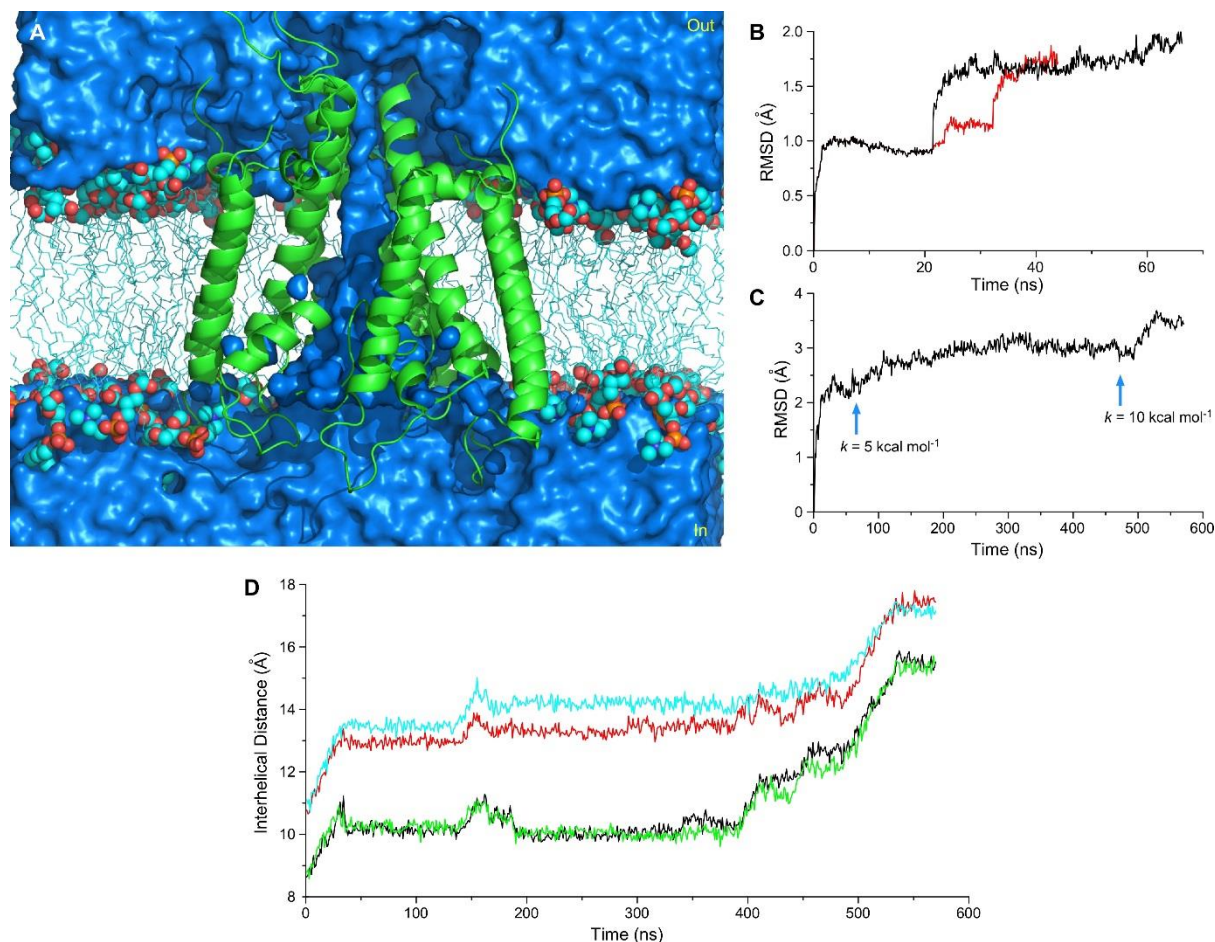 A
Out
In
B
2.0
1.5
1.0
0.5
0.0
RMSD (Å)
0 20 40 60
Time (ns)
C
4
3
2
1
0
RMSD (Å)
k = 5 kcal mol-1
k = 10 kcal mol-1
0 100 200 300 400 500 600
Time (ns)
D
18
16
14
12
10
8
Interhelical Distance (Å)
0 100 200 300 400 500 600
Time (ns)